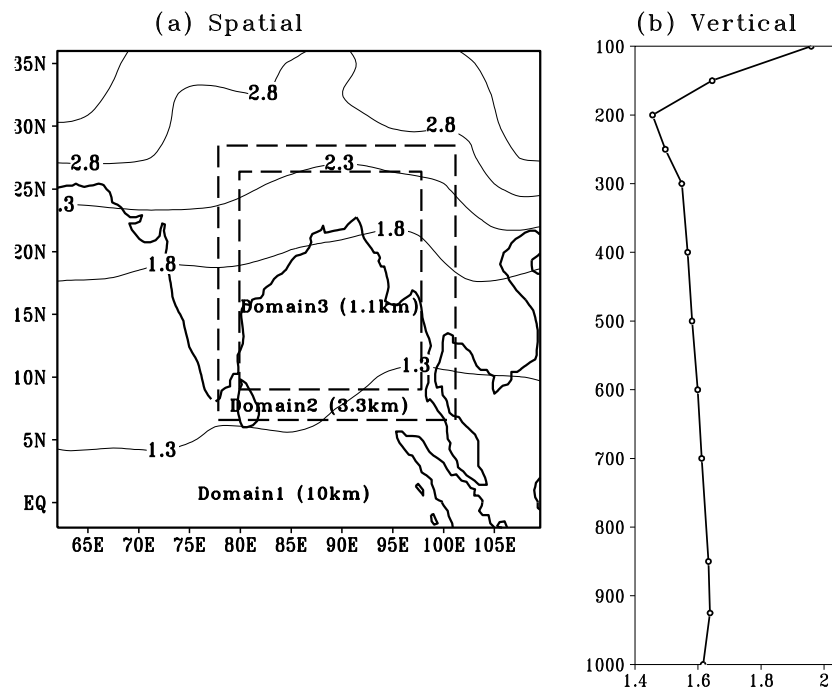 (a) Spatial
(b) Vertical
35N
30N
25N
20N
15N
10N
5N
EQ
65E 70E 75E 80E 85E 90E 95E 100E 105E
2.8
2.8
2.8
2.3
.3
1.8
1.8
Domain3 (1.1km)
1.3
Domain2 (3.3km)
1.3
Domain1 (10km)
100
200
300
400
500
600
700
800
900
1000
1.4 1.6 1.8 2